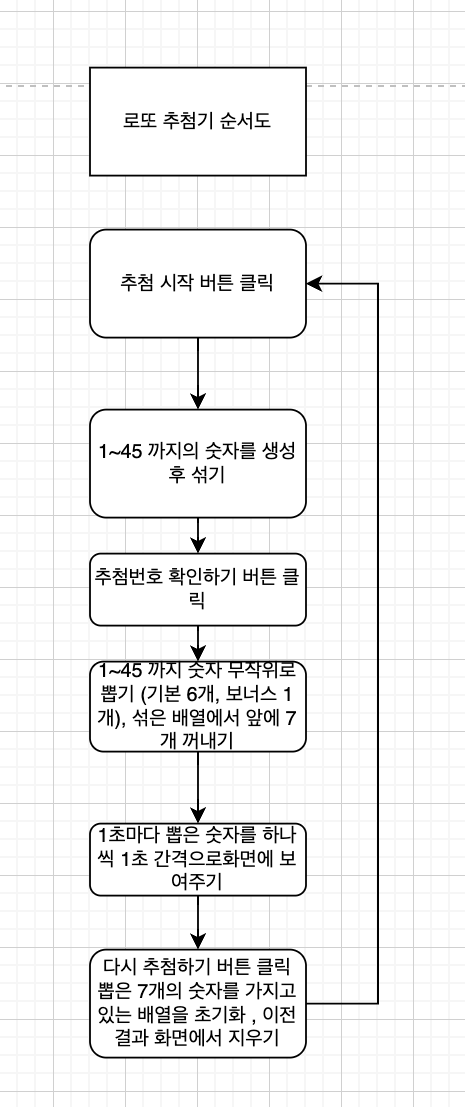 로또 추첨기 순서도
추첨 시작 버튼 클릭
1~45 까지의 숫자를 생성
후 섞기
추첨번호 확인하기 버튼 클
릭
1~45 까지 숫자 무작위로
뽑기 (기본 6개, 보너스 1
개), 섞은 배열에서 앞에 7
개 꺼내기
1초마다 뽑은 숫자를 하나
씩 1초 간격으로화면에 보
여주기
다시 추첨하기 버튼 클릭
뽑은 7개의 숫자를 가지고
있는 배열을 초기화 , 이전
결과 화면에서 지우기